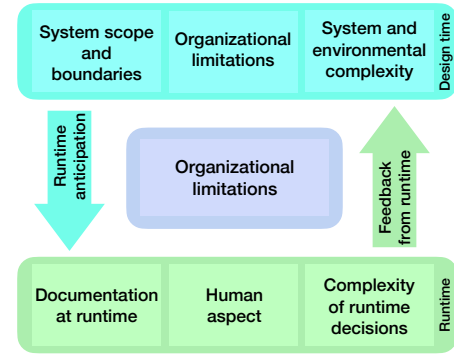 System scope
and
boundaries
Organizational
limitations
System and
environmental
complexity
Design time
Runtime
anticipation
Organizational
limitations
Feedback
from runtime
Documentation
at runtime
Human
aspect
Complexity
of runtime
decisions
Runtime